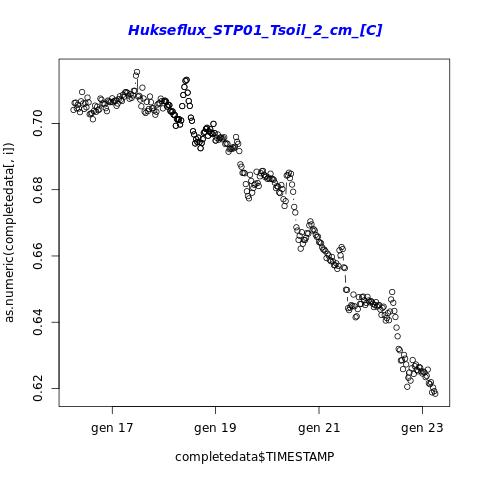 Hukseflux_STP01_Tsoil_2_cm_[C]
as.numeric(completedata[, i])
0.70
0.68
0.66
0.64
0.62
gen 17
gen 19
gen 21
gen 23
completedata$TIMESTAMP